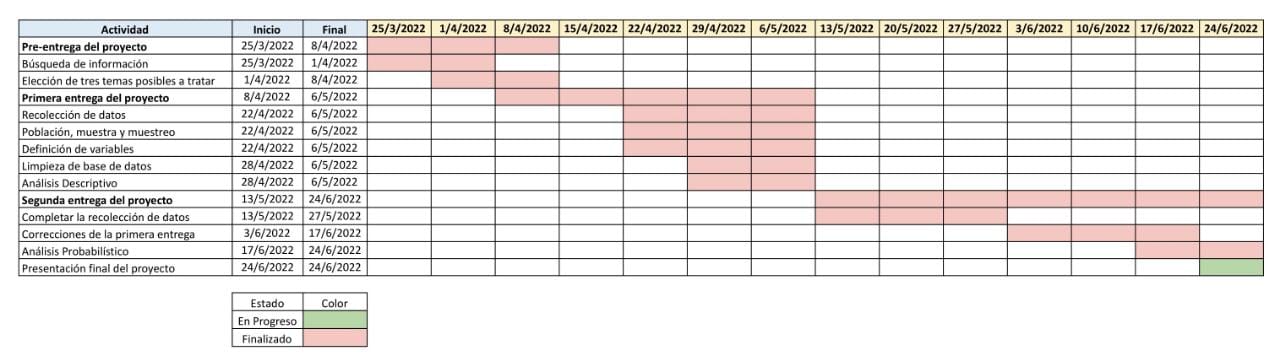 Actividad Inicio Final 25/3/2022 1/4/2022 8/4/2022 15/4/2022 22/4/2022 29/4/2022 6/5/2022 13/5/2022 20/5/2022 27/5/2022 3/6/2022 10/6/2022 17/6/2022 24/6/2022
Pre-entrega del proyecto 25/3/2022 8/4/2022
Búsqueda de información 25/3/2022 1/4/2022
Elección de tres temas posibles a tratar 1/4/2022 8/4/2022
Primera entrega del proyecto 8/4/2022 6/5/2022
Recolección de datos 22/4/2022 6/5/2022
Población, muestra y muestreo 22/4/2022 6/5/2022
Definición de variables 22/4/2022 6/5/2022
Limpieza de base de datos 28/4/2022 6/5/2022
Análisis Descriptivo 28/4/2022 6/5/2022
Segunda entrega del proyecto 13/5/2022 24/6/2022
Completar la recolección de datos 13/5/2022 27/5/2022
Correcciones de la primera entrega 3/6/2022 17/6/2022
Análisis Probabilístico 17/6/2022 24/6/2022
Presentación final del proyecto 24/6/2022 24/6/2022
Estado Color
En Progreso
Finalizado